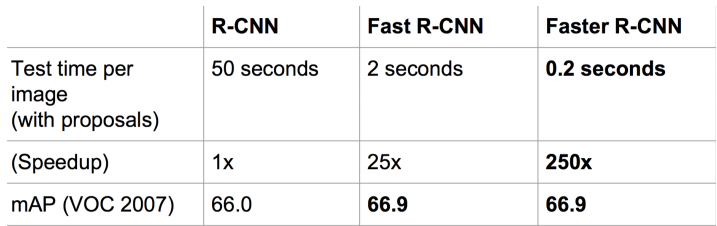 R-CNN Fast R-CNN Faster R-CNN
Test time per
image
(with proposals) 50 seconds 2 seconds 0.2 seconds
(Speedup) 1x 25x 250x
mAP (VOC 2007) 66.0 66.9 66.9